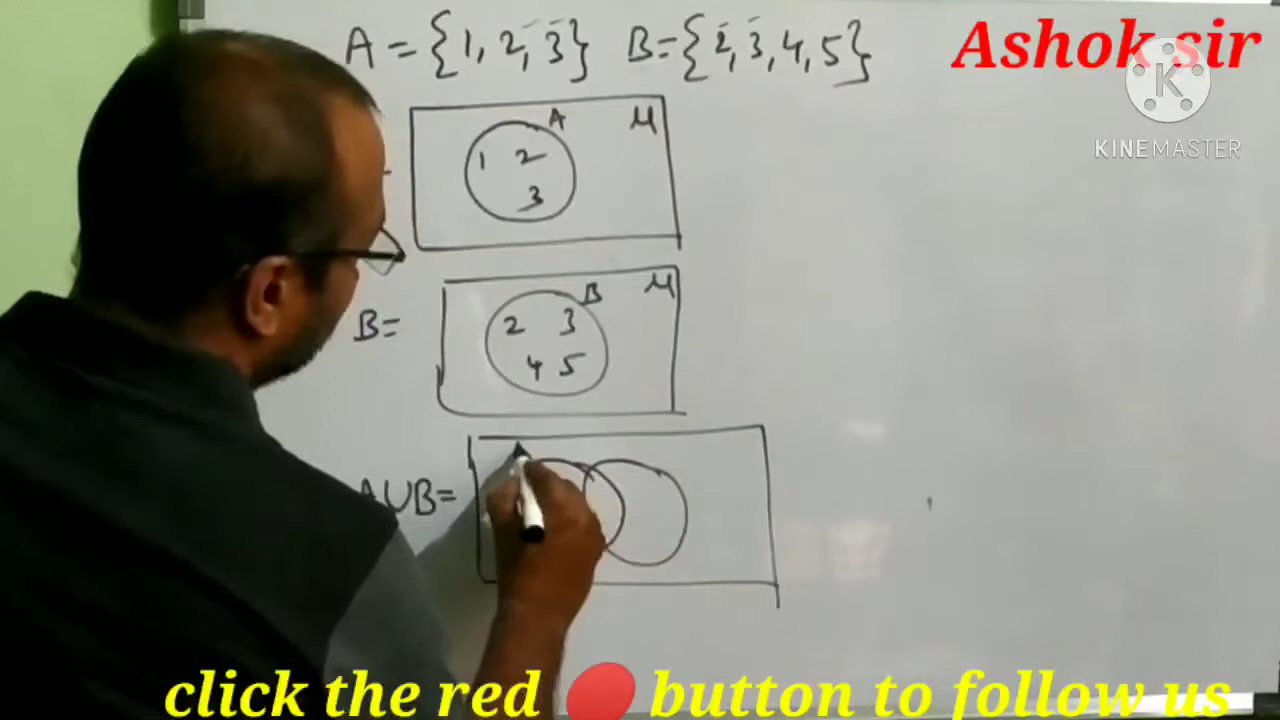 A = {1, 2, 3} B = {2, 3, 4, 5}
Ashok sir
KINEMASTER
A μ
1 2
3
B =
B μ
2 3
4 5
A∪B =
click the red button to follow us